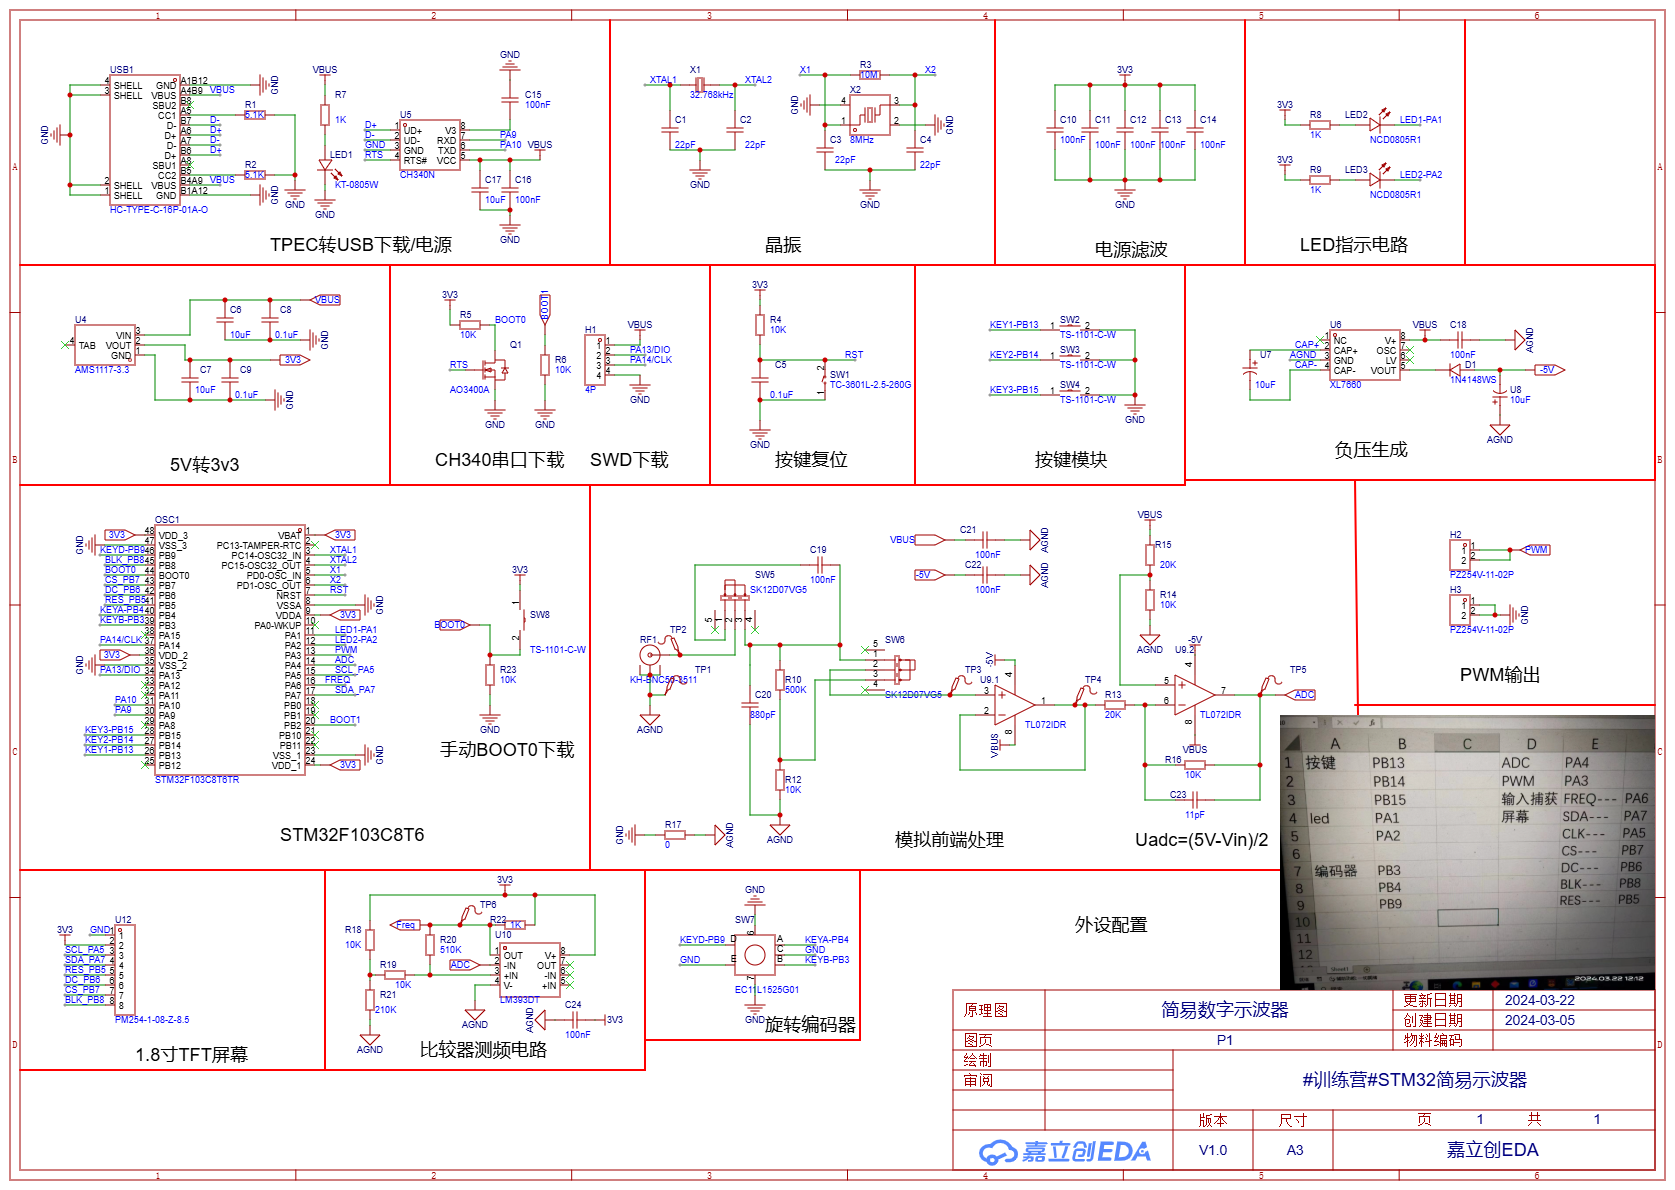 USB1
SHELL
SHELL
SHELL
SHELL
GND
VBUS
SBU2
CC1
D-
D+
D-
D+
SBU1
CC2
VBUS
GND
A1B12
A4B9
B8
A5
B7
A6
A7
B6
A8
B5
B4A9
B1A12
HC-TYPE-C-16P-01A-O
VBUS
D-
D+
D-
D+
VBUS
R1
5.1K
R2
5.1K
GND
GND
GND
GND
VBUS
R7
1K
LED1
KT-0805W
GND
U5
D+
D-
GND
RTS
UD+
UD-
GND
RTS#
V3
RXD
TXD
VCC
CH340N
PA9
PA10
VBUS
GND
C15
100nF
C17
10uF
C16
100nF
GND
TPEC转USB下载/电源
XTAL1
X1
XTAL2
32.768kHz
C1
22pF
C2
22pF
GND
X1
R3
10M
X2
X2
8MHz
GND
GND
C3
22pF
C4
22pF
GND
晶振
3V3
C10
100nF
C11
100nF
C12
100nF
C13
100nF
C14
100nF
GND
电源滤波
3V3
R8
1K
LED2
LED1-PA1
NCD0805R1
3V3
R9
1K
LED3
LED2-PA2
NCD0805R1
LED指示电路
U4
TAB
VIN
VOUT
GND
AMS1117-3.3
C6
10uF
C8
0.1uF
VBUS
GND
3V3
C7
10uF
C9
0.1uF
GND
5V转3v3
3V3
R5
10K
BOOT0
RTS
Q1
AO3400A
GND
BOOT1
R6
10K
GND
CH340串口下载
H1
VBUS
PA13/DIO
PA14/CLK
4P
GND
SWD下载
3V3
R4
10K
RST
C5
0.1uF
SW1
TC-3601L-2.5-260G
GND
按键复位
KEY1-PB13
SW2
TS-1101-C-W
KEY2-PB14
SW3
TS-1101-C-W
KEY3-PB15
SW4
TS-1101-C-W
GND
按键模块
U6
CAP+
AGND
CAP-
NC
CAP+
GND
CAP-
V+
OSC
LV
VOUT
XL7660
U7
10uF
VBUS
C18
100nF
AGND
D1
1N4148WS
-5V
U8
10uF
AGND
负压生成
OSC1
3V3
GND
KEYD-PB9
BLK_PB8
BOOT0
CS_PB7
DC_PB6
RES_PB5
KEYA-PB4
KEYB-PB3
PA14/CLK
3V3
GND
PA13/DIO
PA10
PA9
KEY3-PB15
KEY2-PB14
KEY1-PB13
VDD_3
VSS_3
PB9
PB8
BOOT0
PB7
PB6
PB5
PB4
PB3
PA15
PA14
VDD_2
VSS_2
PA13
PA12
PA11
PA10
PA9
PA8
PB15
PB14
PB13
PB12
VBAT
PC13-TAMPER-RTC
PC14-OSC32_IN
PC15-OSC32_OUT
PD0-OSC_IN
PD1-OSC_OUT
NRST
VSSA
VDDA
PA0-WKUP
PA1
PA2
PA3
PA4
PA5
PA6
PA7
PB0
PB1
PB2
PB10
PB11
VSS_1
VDD_1
3V3
XTAL1
XTAL2
X1
X2
RST
GND
3V3
LED1-PA1
LED2-PA2
PWM
ADC
SCL_PA5
FREQ
SDA_PA7
BOOT1
GND
3V3
STM32F103C8T6TR
STM32F103C8T6
3V3
SW8
TS-1101-C-W
BOOT0
R23
10K
GND
手动BOOT0下载
VBUS
C21
100nF
AGND
-5V
C22
100nF
AGND
C19
100nF
SW5
SK12D07VG5
RF1
TP2
KH-BNC50-3511
TP1
AGND
C20
880pF
R10
500K
R12
10K
AGND
SW6
SK12D07VG5
TP3
-5V
U9.1
TL072IDR
VBUS
TP4
R13
20K
VBUS
R15
20K
R14
10K
AGND
-5V
U9.2
TL072IDR
VBUS
R16
10K
C23
11pF
TP5
ADC
GND
R17
0
AGND
模拟前端处理
Uadc=(5V-Vin)/2
H2
PWM
PZ254V-11-02P
H3
GND
PZ254V-11-02P
PWM输出
A B C D E
1 按键 PB13 ADC PA4
2 PB14 PWM PA3
3 PB15 输入捕获 FREQ--- PA6
4 led PA1 屏幕 SDA--- PA7
5 PA2 CLK--- PA5
6 CS--- PB7
7 编码器 PB3 DC--- PB6
8 PB4 BLK--- PB8
9 PB9 RES--- PB5
10
11
12
2024.03.22 12:12
U12
3V3
GND
SCL_PA5
SDA_PA7
RES_PB5
DC_PB6
CS_PB7
BLK_PB8
PM254-1-08-Z-8.5
1.8寸TFT屏幕
3V3
R18
10K
Freq
TP6
R22
1K
R20
510K
U10
ADC
OUT
-IN
+IN
V-
V+
OUT
-IN
+IN
LM393DT
R19
10K
R21
210K
AGND
AGND
AGND
C24
100nF
3V3
比较器测频电路
GND
SW7
KEYD-PB9
GND
KEYA-PB4
GND
KEYB-PB3
EC11L1525G01
GND
旋转编码器
外设配置
原理图
简易数字示波器
更新日期
2024-03-22
创建日期
2024-03-05
图页
P1
物料编码
绘制
审阅
#训练营#STM32简易示波器
版本
尺寸
页 1 共 1
嘉立创EDA
V1.0
A3
嘉立创EDA